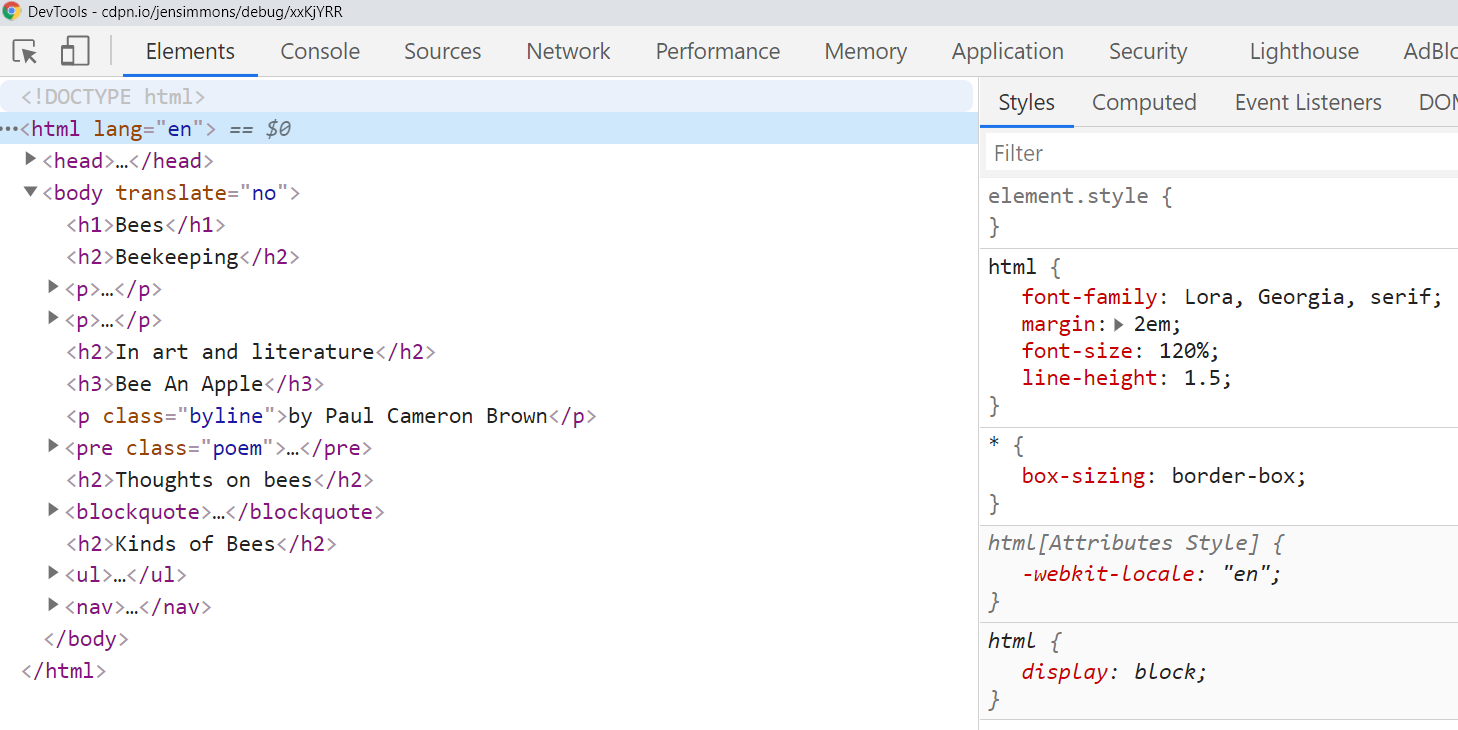 DevTools - cdpn.io/jensimmons/debug/xxKjYRR
Elements Console Sources Network Performance Memory Application Security Lighthouse AdBlo
<!DOCTYPE html>
…<html lang="en"> == $0
<head>…</head>
<body translate="no">
<h1>Bees</h1>
<h2>Beekeeping</h2>
<p>…</p>
<p>…</p>
<h2>In art and literature</h2>
<h3>Bee An Apple</h3>
<p class="byline">by Paul Cameron Brown</p>
<pre class="poem">…</pre>
<h2>Thoughts on bees</h2>
<blockquote>…</blockquote>
<h2>Kinds of Bees</h2>
<ul>…</ul>
<nav>…</nav>
</body>
</html>
Styles Computed Event Listeners DOM
Filter
element.style {
}
html {
font-family: Lora, Georgia, serif;
margin: 2em;
font-size: 120%;
line-height: 1.5;
}
* {
box-sizing: border-box;
}
html[Attributes Style] {
-webkit-locale: "en";
}
html {
display: block;
}